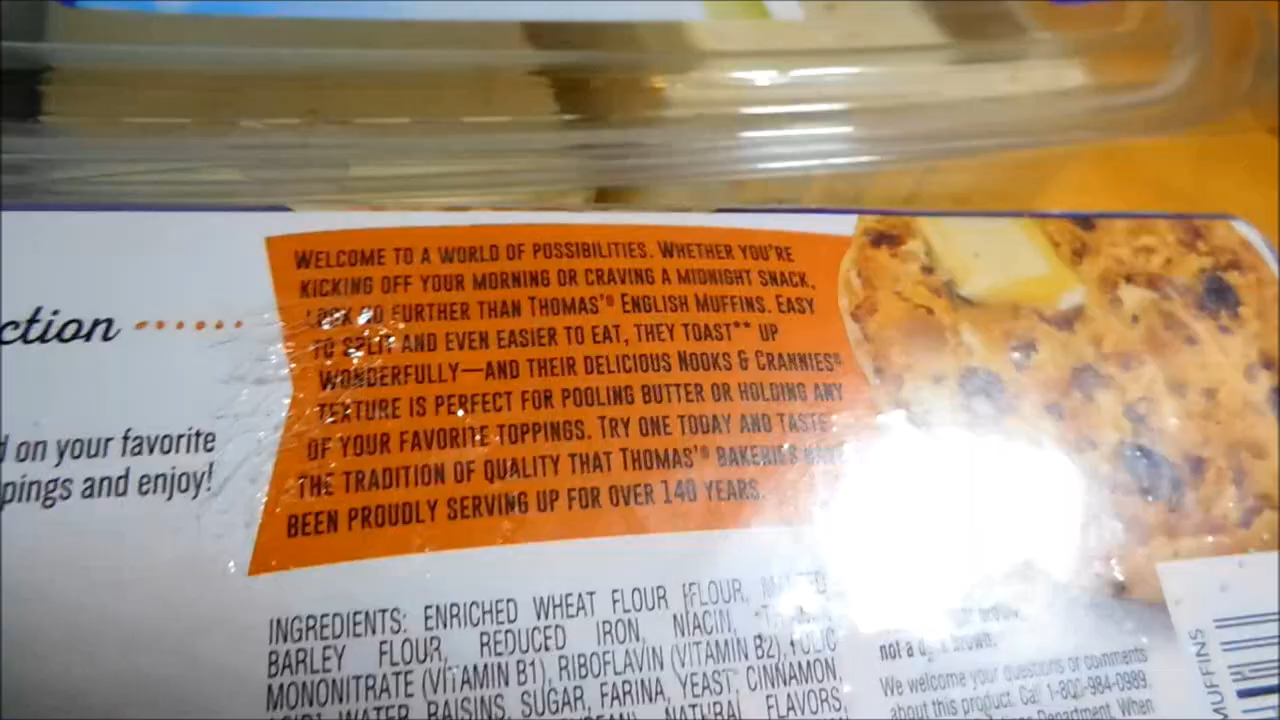 ction
d on your favorite
pings and enjoy!
WELCOME TO A WORLD OF POSSIBILITIES. WHETHER YOU'RE
KICKING OFF YOUR MORNING OR CRAVING A MIDNIGHT SNACK,
LOOK NO FURTHER THAN THOMAS'® ENGLISH MUFFINS. EASY
TO SPLIT AND EVEN EASIER TO EAT, THEY TOAST** UP
WONDERFULLY—AND THEIR DELICIOUS NOOKS & CRANNIES®
TEXTURE IS PERFECT FOR POOLING BUTTER OR HOLDING ANY
OF YOUR FAVORITE TOPPINGS. TRY ONE TODAY AND TASTE
THE TRADITION OF QUALITY THAT THOMAS'® BAKERIES HAVE
BEEN PROUDLY SERVING UP FOR OVER 140 YEARS.
INGREDIENTS: ENRICHED WHEAT FLOUR [FLOUR, MALTED
BARLEY FLOUR, REDUCED IRON, NIACIN,
MONONITRATE (VITAMIN B1), RIBOFLAVIN (VITAMIN B2), FOLIC
WATER, RAISINS, SUGAR, FARINA, YEAST, CINNAMON,
NATURAL FLAVORS,
not a brown.
We welcome your questions or comments
about this product. Call 1-800-984-0989.
Department. When
MUFFINS